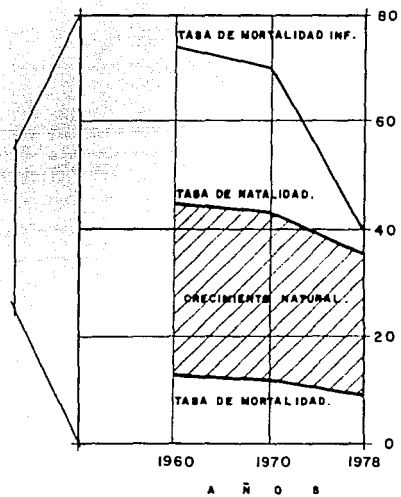 80
TASA DE MORTALIDAD INF.
60
TASA DE NATALIDAD.
40
CRECIMIENTO NATURAL.
20
TASA DE MORTALIDAD.
0
1960 1970 1978
AÑOS